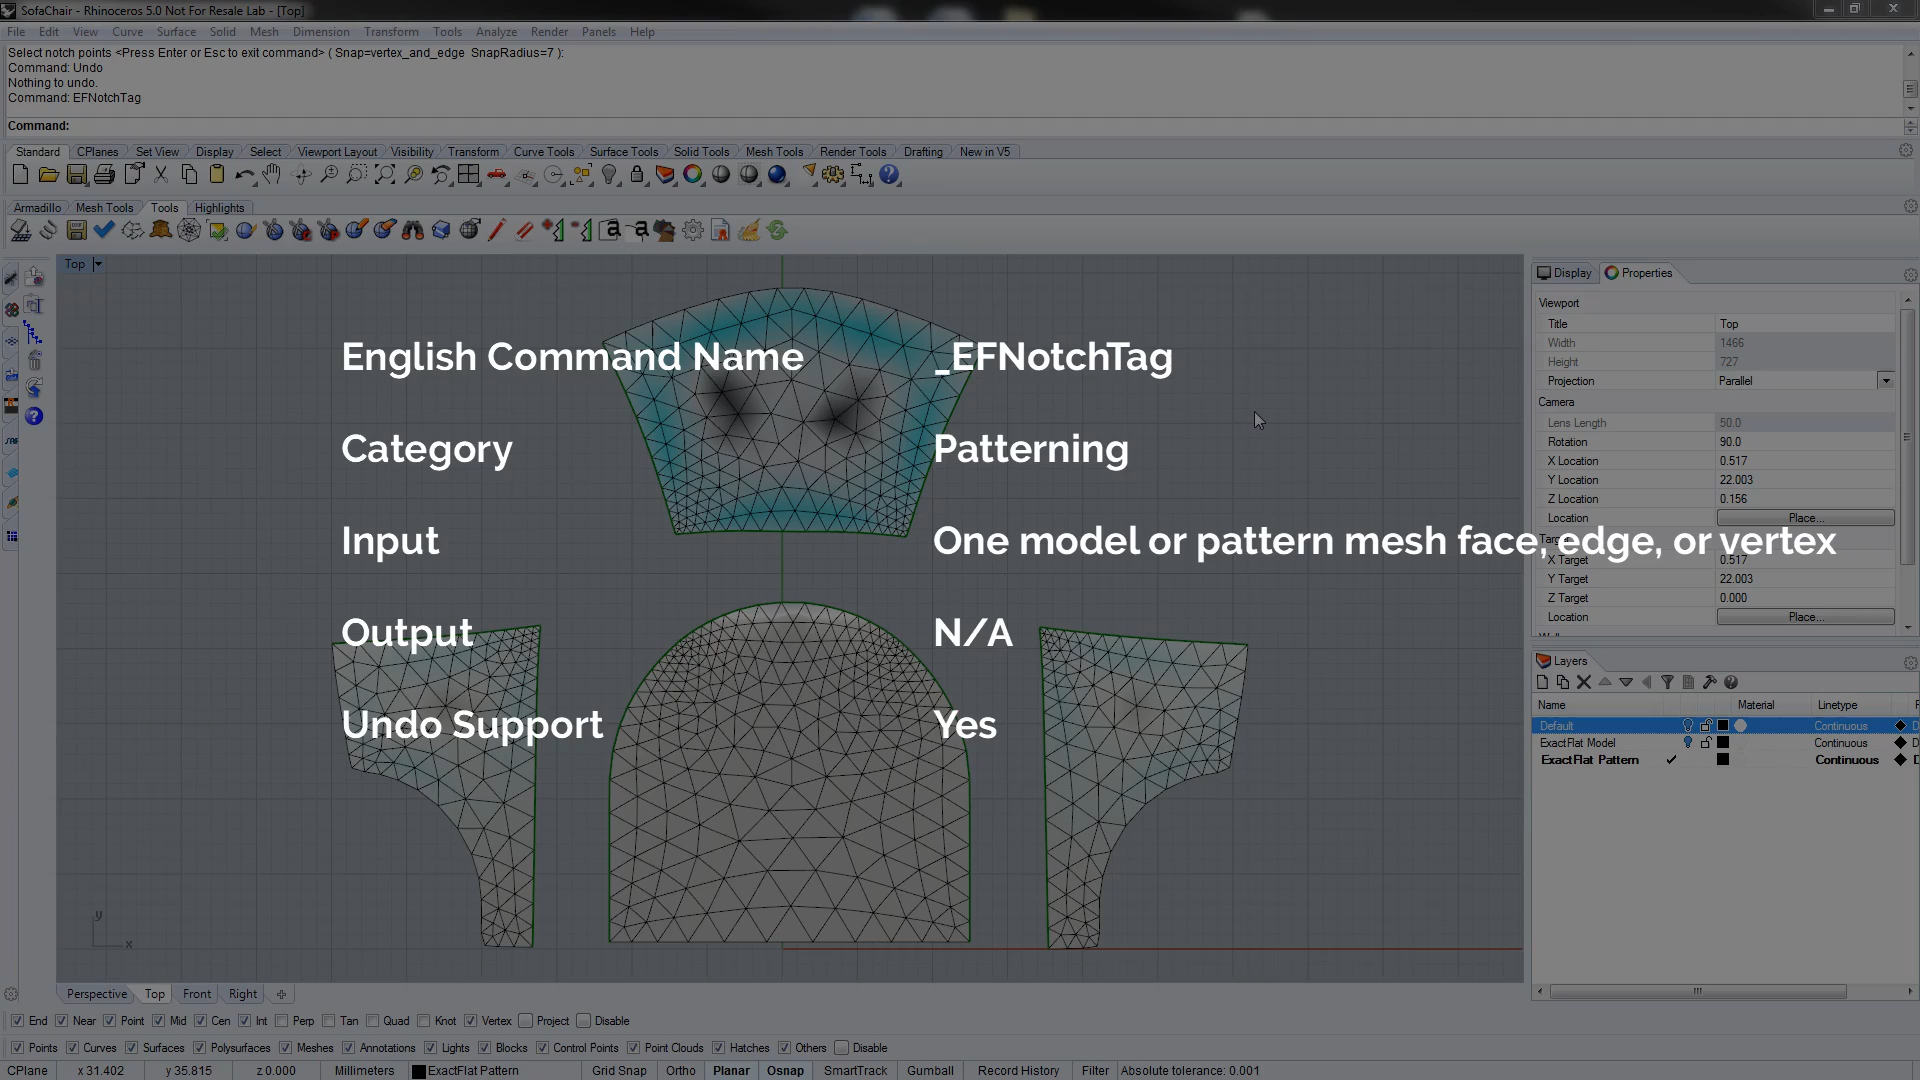 SofaChair - Rhinoceros 5.0 Not For Resale Lab - [Top]
File Edit View Curve Surface Solid Mesh Dimension Transform Tools Analyze Render Panels Help
Select notch points <Press Enter or Esc to exit command> ( Snap=vertex_and_edge SnapRadius=7 ):
Command: Undo
Nothing to undo.
Command: EFNotchTag
Command:
Standard CPlanes Set View Display Select Viewport Layout Visibility Transform Curve Tools Surface Tools Solid Tools Mesh Tools Render Tools Drafting New in V5
Armadillo Mesh Tools Tools Highlights
Top
English Command Name _EFNotchTag
Category Patterning
Input One model or pattern mesh face, edge, or vertex
Output N/A
Undo Support Yes
y
x
Display Properties
Viewport
Title Top
Width 1466
Height 727
Projection Parallel
Camera
Lens Length 50.0
Rotation 90.0
X Location 0.517
Y Location 22.003
Z Location 0.156
Location Place...
X Target 0.517
Y Target 22.003
Z Target 0.000
Location Place...
Layers
Name Material Linetype
Default Continuous
ExactFlat Model Continuous
ExactFlat Pattern Continuous
Perspective Top Front Right
End Near Point Mid Cen Int Perp Tan Quad Knot Vertex Project Disable
Points Curves Surfaces Polysurfaces Meshes Annotations Lights Blocks Control Points Point Clouds Hatches Others Disable
CPlane x 31.402 y 35.815 z 0.000 Millimeters ExactFlat Pattern Grid Snap Ortho Planar Osnap SmartTrack Gumball Record History Filter Absolute tolerance: 0.001